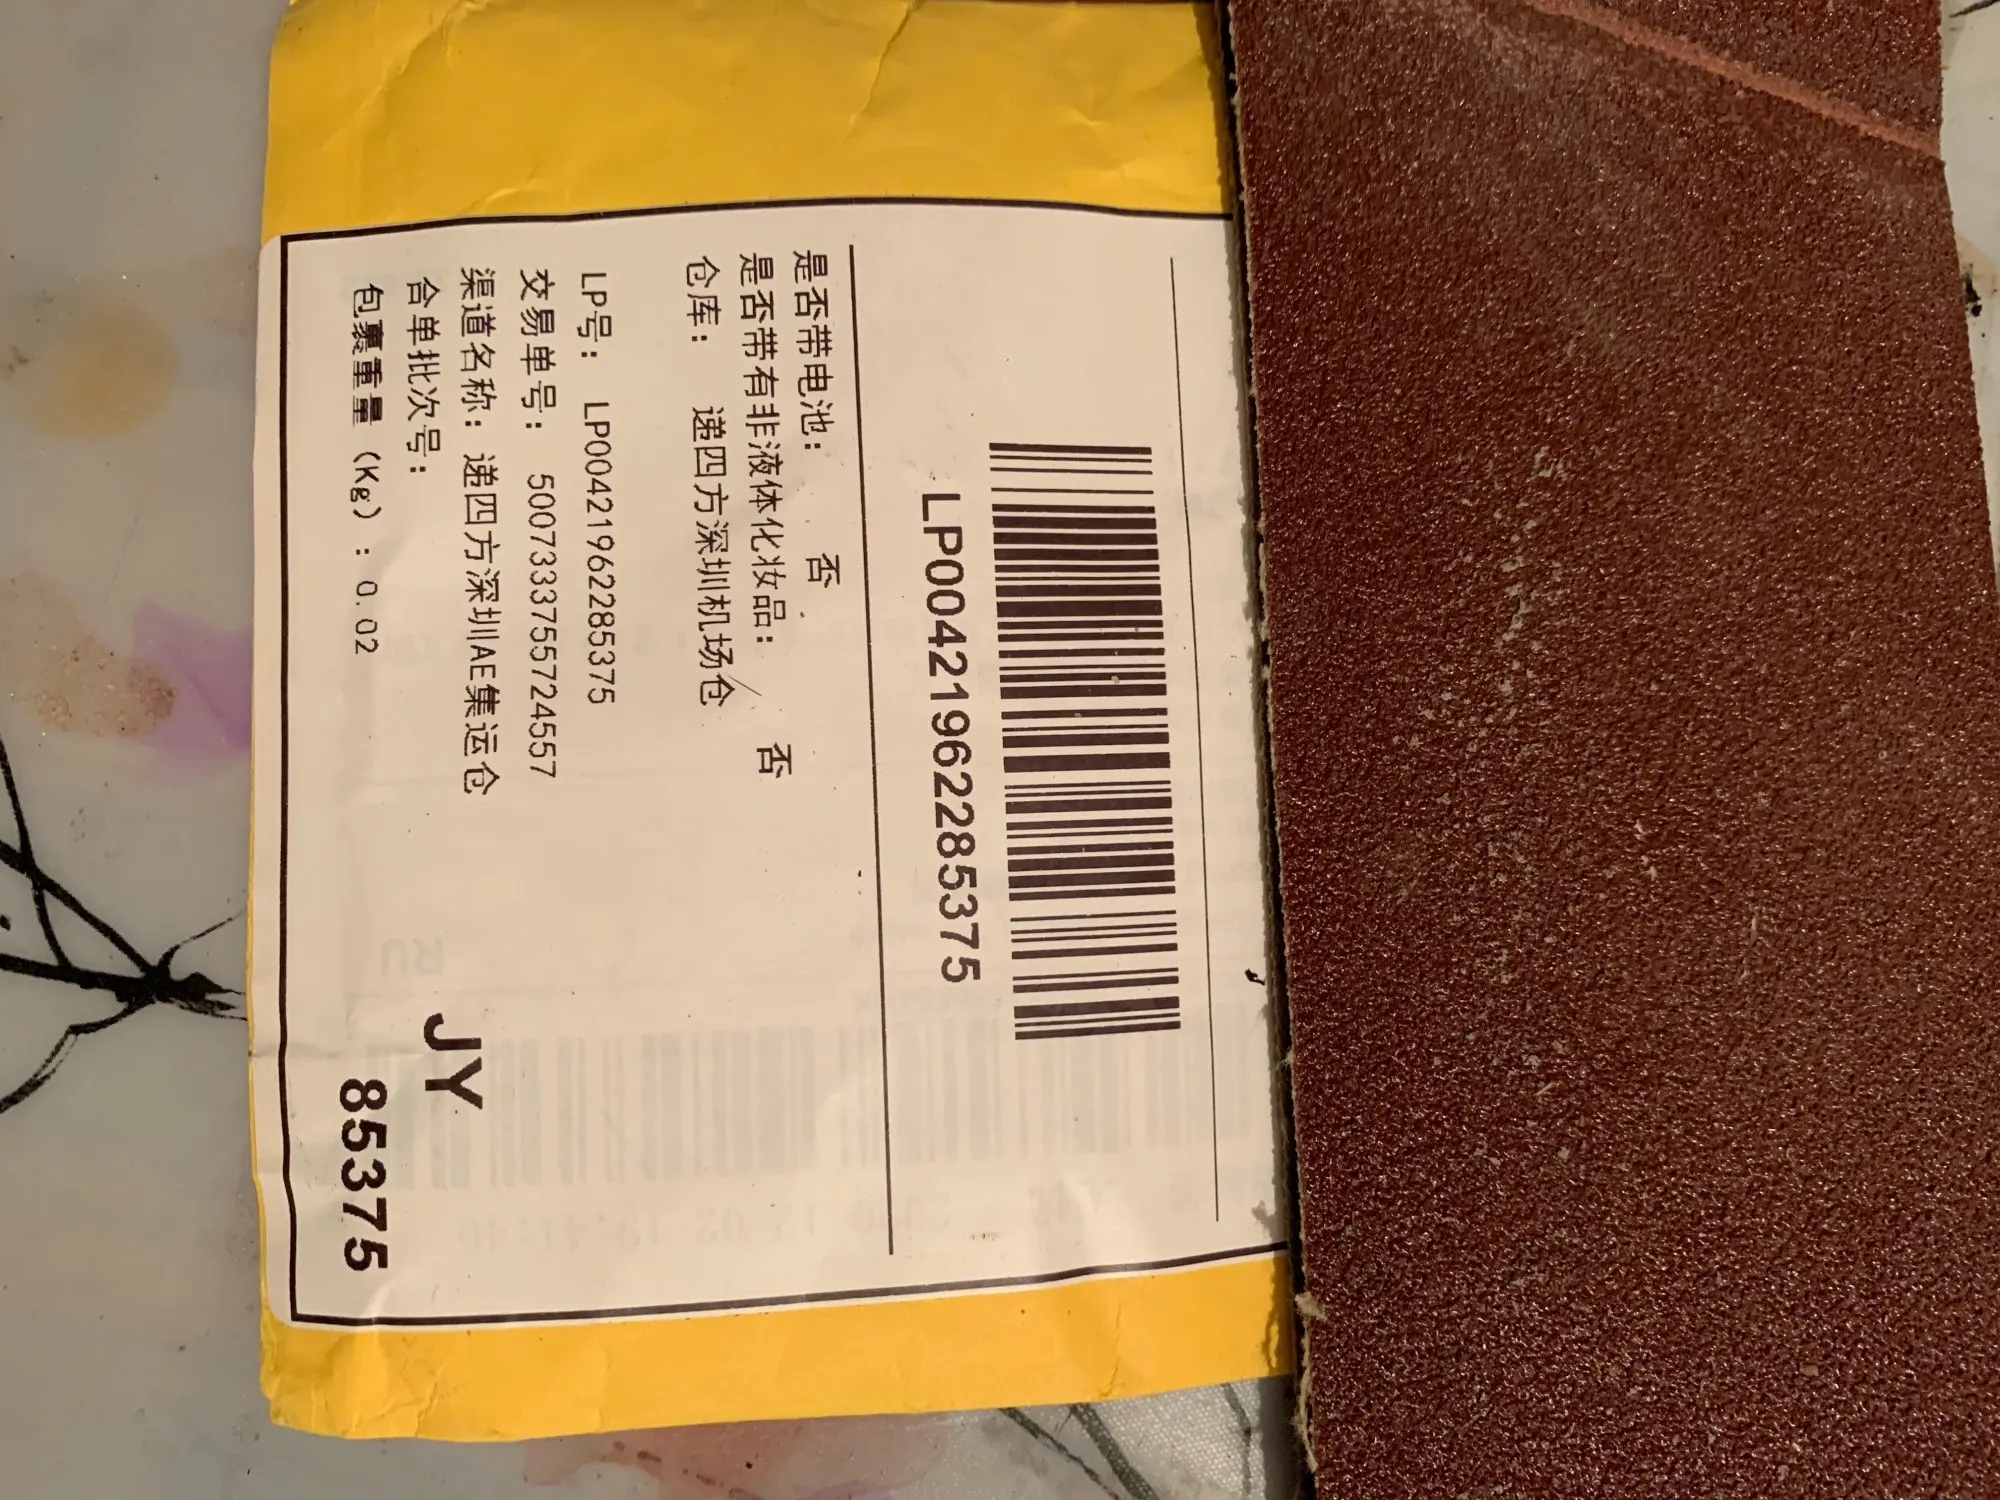 LP00421962285375
是否带电池： 否
是否带有非液体化妆品： 否
仓库： 递四方深圳机场仓
LP号： LP00421962285375
交易单号： 5007333755724557
渠道名称： 递四方深圳AE集运仓
合单批次号：
包裹重量（Kg）: 0.02
JY
85375
RU